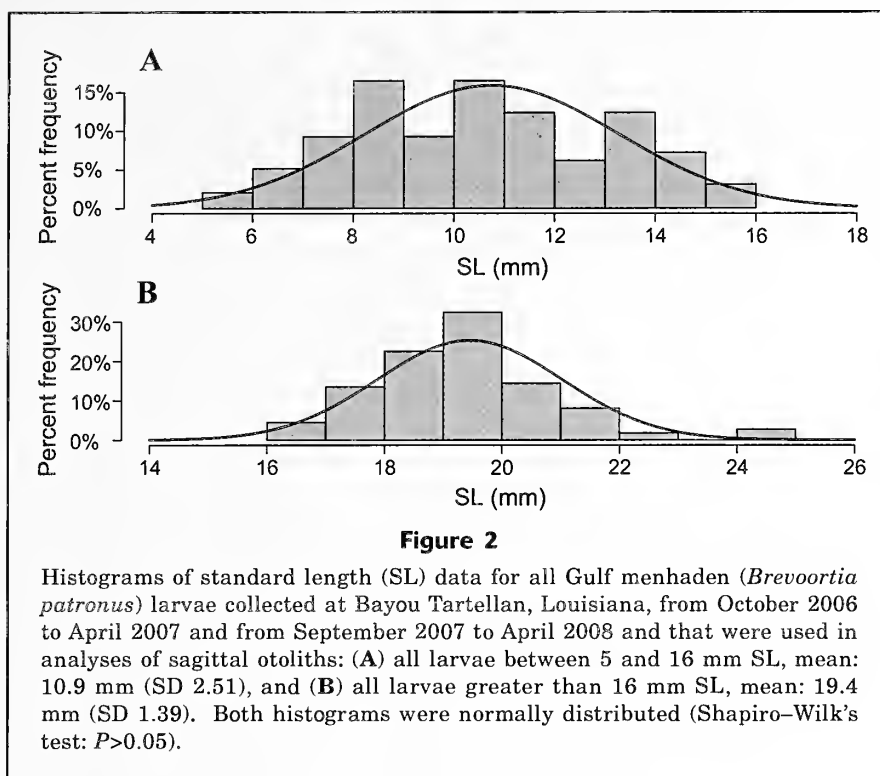 A
Percent frequency
15%
10%
5%
0%
4 6 8 10 12 14 16 18
SL (mm)
B
Percent frequency
30%
20%
10%
0%
14 16 18 20 22 24 26
SL (mm)
Figure 2
Histograms of standard length (SL) data for all Gulf menhaden (Brevoortia
patronus) larvae collected at Bayou Tartellan, Louisiana, from October 2006
to April 2007 and from September 2007 to April 2008 and that were used in
analyses of sagittal otoliths: (A) all larvae between 5 and 16 mm SL, mean:
10.9 mm (SD 2.51), and (B) all larvae greater than 16 mm SL, mean: 19.4
mm (SD 1.39). Both histograms were normally distributed (Shapiro–Wilk's
test: P>0.05).